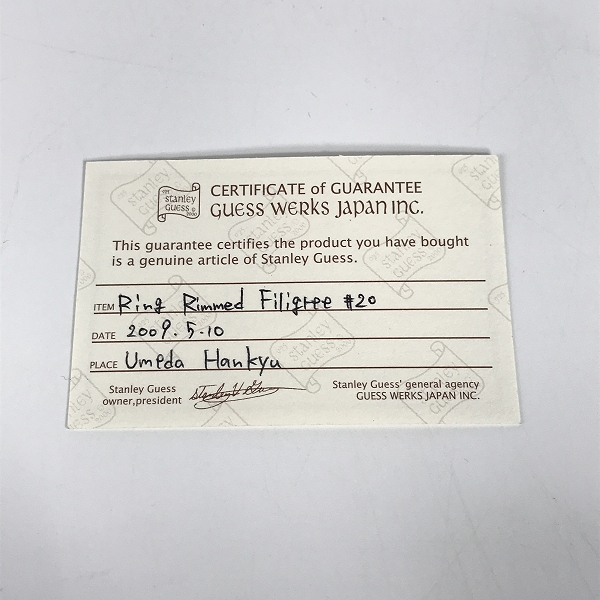 Stanley
Guess
CERTIFICATE of GUARANTEE
GUESS WERKS JAPAN INC.
This guarantee certifies the product you have bought
is a genuine article of Stanley Guess.
ITEM Ring Rimmed Filigree #20
DATE 2009.5.10
PLACE Umeda Hankyu
Stanley Guess
owner,president
Stanley Guess' general agency
GUESS WERKS JAPAN INC.